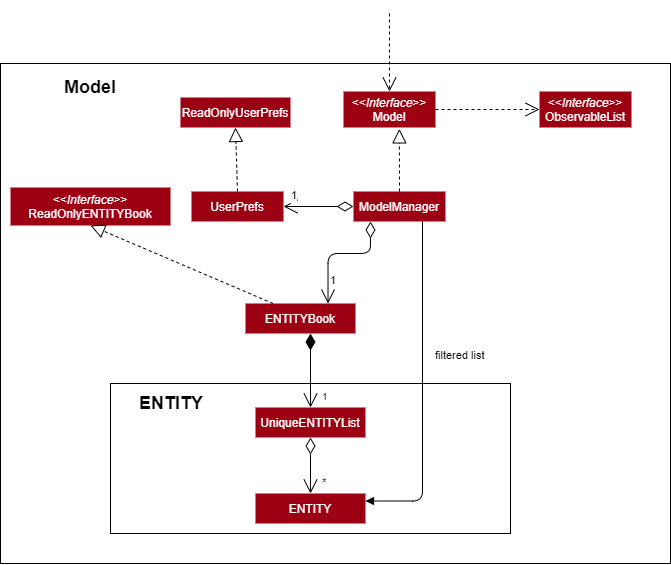 Model
<<Interface>>
Model
<<Interface>>
ObservableList
ReadOnlyUserPrefs
<<Interface>>
ReadOnlyENTITYBook
UserPrefs
1
ModelManager
1
ENTITYBook
filtered list
ENTITY
1
UniqueENTITYList
*
ENTITY